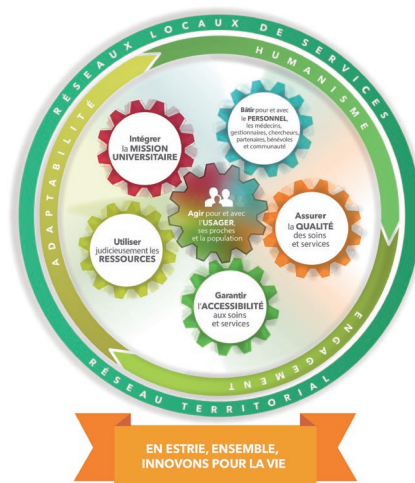 RÉSEAUX LOCAUX DE SERVICES
HUMANISME
ADAPTABILITÉ
Bâtir pour et avec
le PERSONNEL,
les médecins,
gestionnaires, chercheurs,
partenaires, bénévoles
et communauté
Intégrer
la MISSION
UNIVERSITAIRE
Agir pour et avec
l'USAGER,
ses proches
et la population
Assurer
la QUALITÉ
des soins
et services
Utiliser
judicieusement les
RESSOURCES
Garantir
l'ACCESSIBILITÉ
aux soins
et services
ENGAGEMENT
RÉSEAU TERRITORIAL
EN ESTRIE, ENSEMBLE,
INNOVONS POUR LA VIE